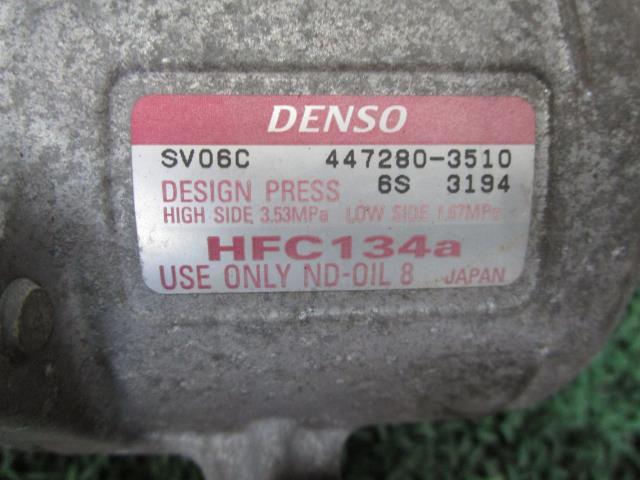 DENSO
SV06C 447280-3510
DESIGN PRESS 6S 3194
HIGH SIDE 3.53MPa LOW SIDE 1.67MPa
HFC134a
USE ONLY ND-OIL 8 JAPAN